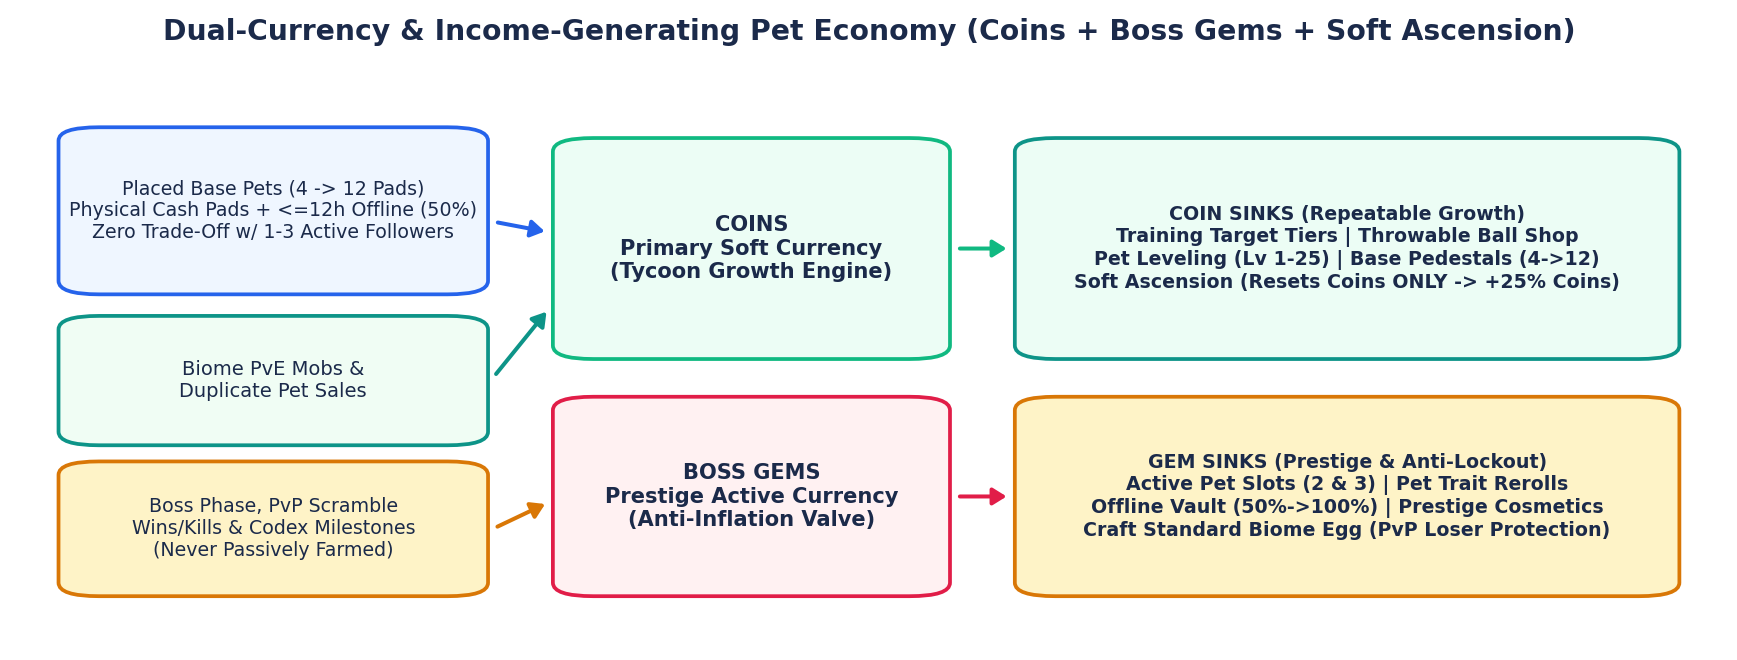 Dual-Currency & Income-Generating Pet Economy (Coins + Boss Gems + Soft Ascension)
Placed Base Pets (4 -> 12 Pads)
Physical Cash Pads + <=12h Offline (50%)
Zero Trade-Off w/ 1-3 Active Followers
Biome PvE Mobs &
Duplicate Pet Sales
Boss Phase, PvP Scramble
Wins/Kills & Codex Milestones
(Never Passively Farmed)
COINS
Primary Soft Currency
(Tycoon Growth Engine)
BOSS GEMS
Prestige Active Currency
(Anti-Inflation Valve)
COIN SINKS (Repeatable Growth)
Training Target Tiers | Throwable Ball Shop
Pet Leveling (Lv 1-25) | Base Pedestals (4->12)
Soft Ascension (Resets Coins ONLY -> +25% Coins)
GEM SINKS (Prestige & Anti-Lockout)
Active Pet Slots (2 & 3) | Pet Trait Rerolls
Offline Vault (50%->100%) | Prestige Cosmetics
Craft Standard Biome Egg (PvP Loser Protection)